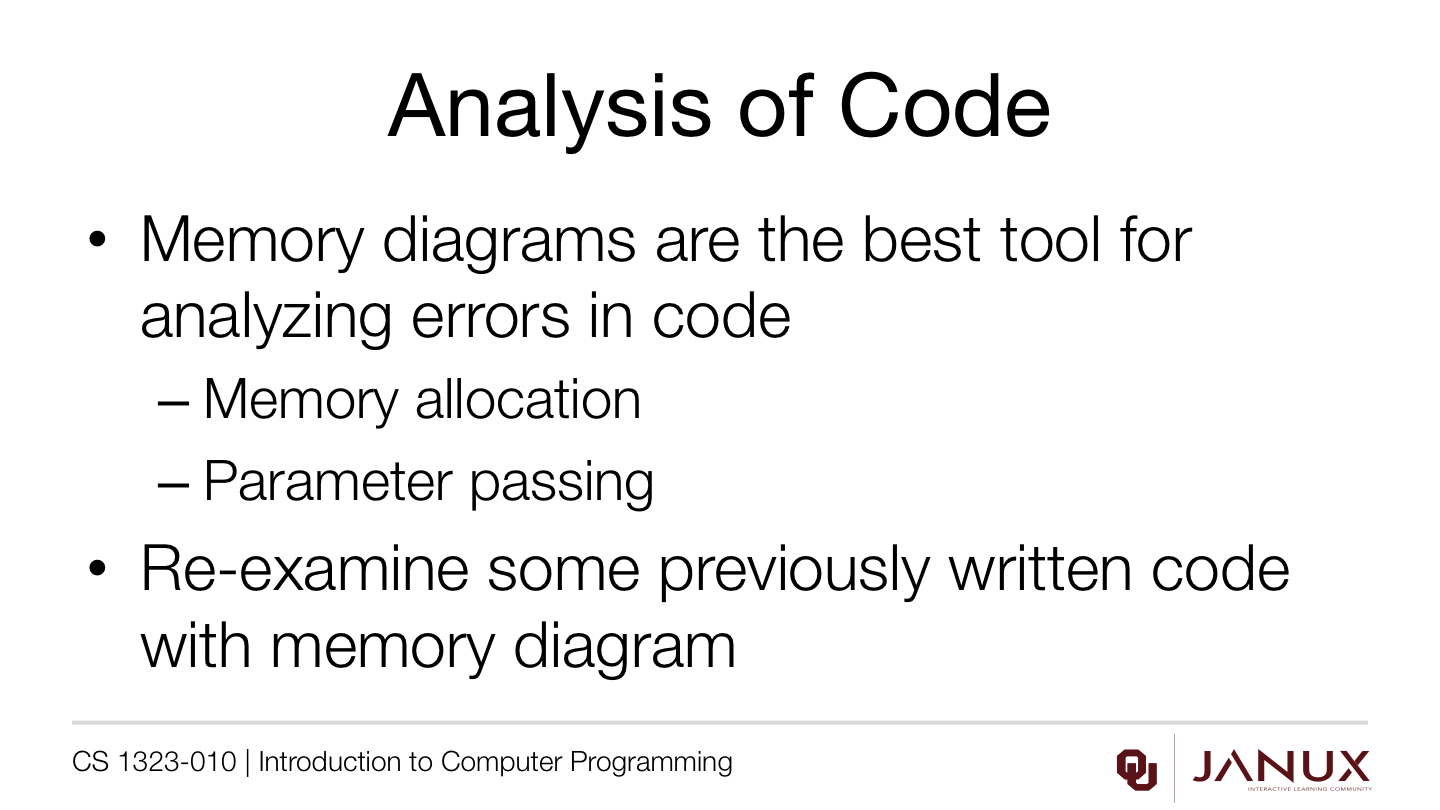 Analysis of Code
• Memory diagrams are the best tool for
analyzing errors in code
– Memory allocation
– Parameter passing
• Re-examine some previously written code
with memory diagram
CS 1323-010 | Introduction to Computer Programming
OU
JANUX
INTERACTIVE LEARNING COMMUNITY